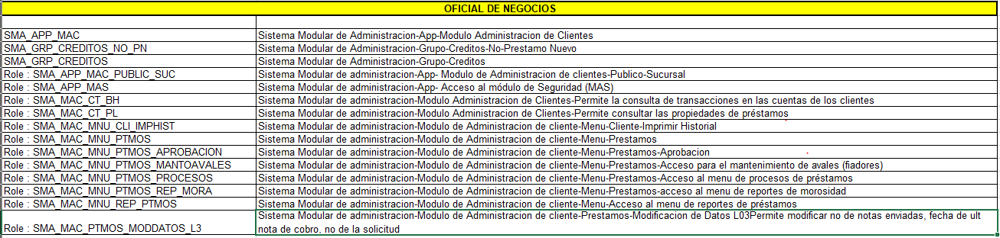 OFICIAL DE NEGOCIOS
SMA_APP_MAC Sistema Modular de Administracion-App-Modulo Administracion de Clientes
SMA_GRP_CREDITOS_NO_PN Sistema Modular de Administracion-Grupo-Creditos-No-Prestamo Nuevo
SMA_GRP_CREDITOS Sistema Modular de Administracion-Grupo-Creditos
Role : SMA_APP_MAC_PUBLIC_SUC Sistema Modular de administracion-App- Modulo de Administracion de clientes-Publico-Sucursal
Role : SMA_APP_MAS Sistema Modular de administracion-App- Acceso al módulo de Seguridad (MAS)
Role : SMA_MAC_CT_BH Sistema Modular de administracion-Modulo Administracion de Clientes-Permite la consulta de transacciones en las cuentas de los clientes
Role : SMA_MAC_CT_PL Sistema Modular de administracion-Modulo Administracion de Clientes-Permite consultar las propiedades de préstamos
Role : SMA_MAC_MNU_CLI_IMPHIST Sistema Modular de administracion-Modulo de Administracion de cliente-Menu-Cliente-Imprimir Historial
Role : SMA_MAC_MNU_PTMOS Sistema Modular de administracion-Modulo de Administracion de cliente-Menu-Prestamos
Role : SMA_MAC_MNU_PTMOS_APROBACION Sistema Modular de administracion-Modulo de Administracion de cliente-Menu-Prestamos-Aprobacion
Role : SMA_MAC_MNU_PTMOS_MANTOAVALES Sistema Modular de administracion-Modulo de Administracion de cliente-Menu-Prestamos-Acceso para el mantenimiento de avales (fiadores)
Role : SMA_MAC_MNU_PTMOS_PROCESOS Sistema Modular de administracion-Modulo de Administracion de cliente-Menu-Prestamos-Acceso al menu de procesos de préstamos
Role : SMA_MAC_MNU_PTMOS_REP_MORA Sistema Modular de administracion-Modulo de Administracion de cliente-Menu-Prestamos-acceso al menu de reportes de morosidad
Role : SMA_MAC_MNU_REP_PTMOS Sistema Modular de administracion-Modulo de Administracion de cliente-Menu-Acceso al menu de reportes de préstamos
Sistema Modular de administracion-Modulo de Administracion de cliente-Prestamos-Modificacion de Datos L03Permite modificar no de notas enviadas, fecha de ult
Role : SMA_MAC_PTMOS_MODDATOS_L3 nota de cobro, no de la solicitud